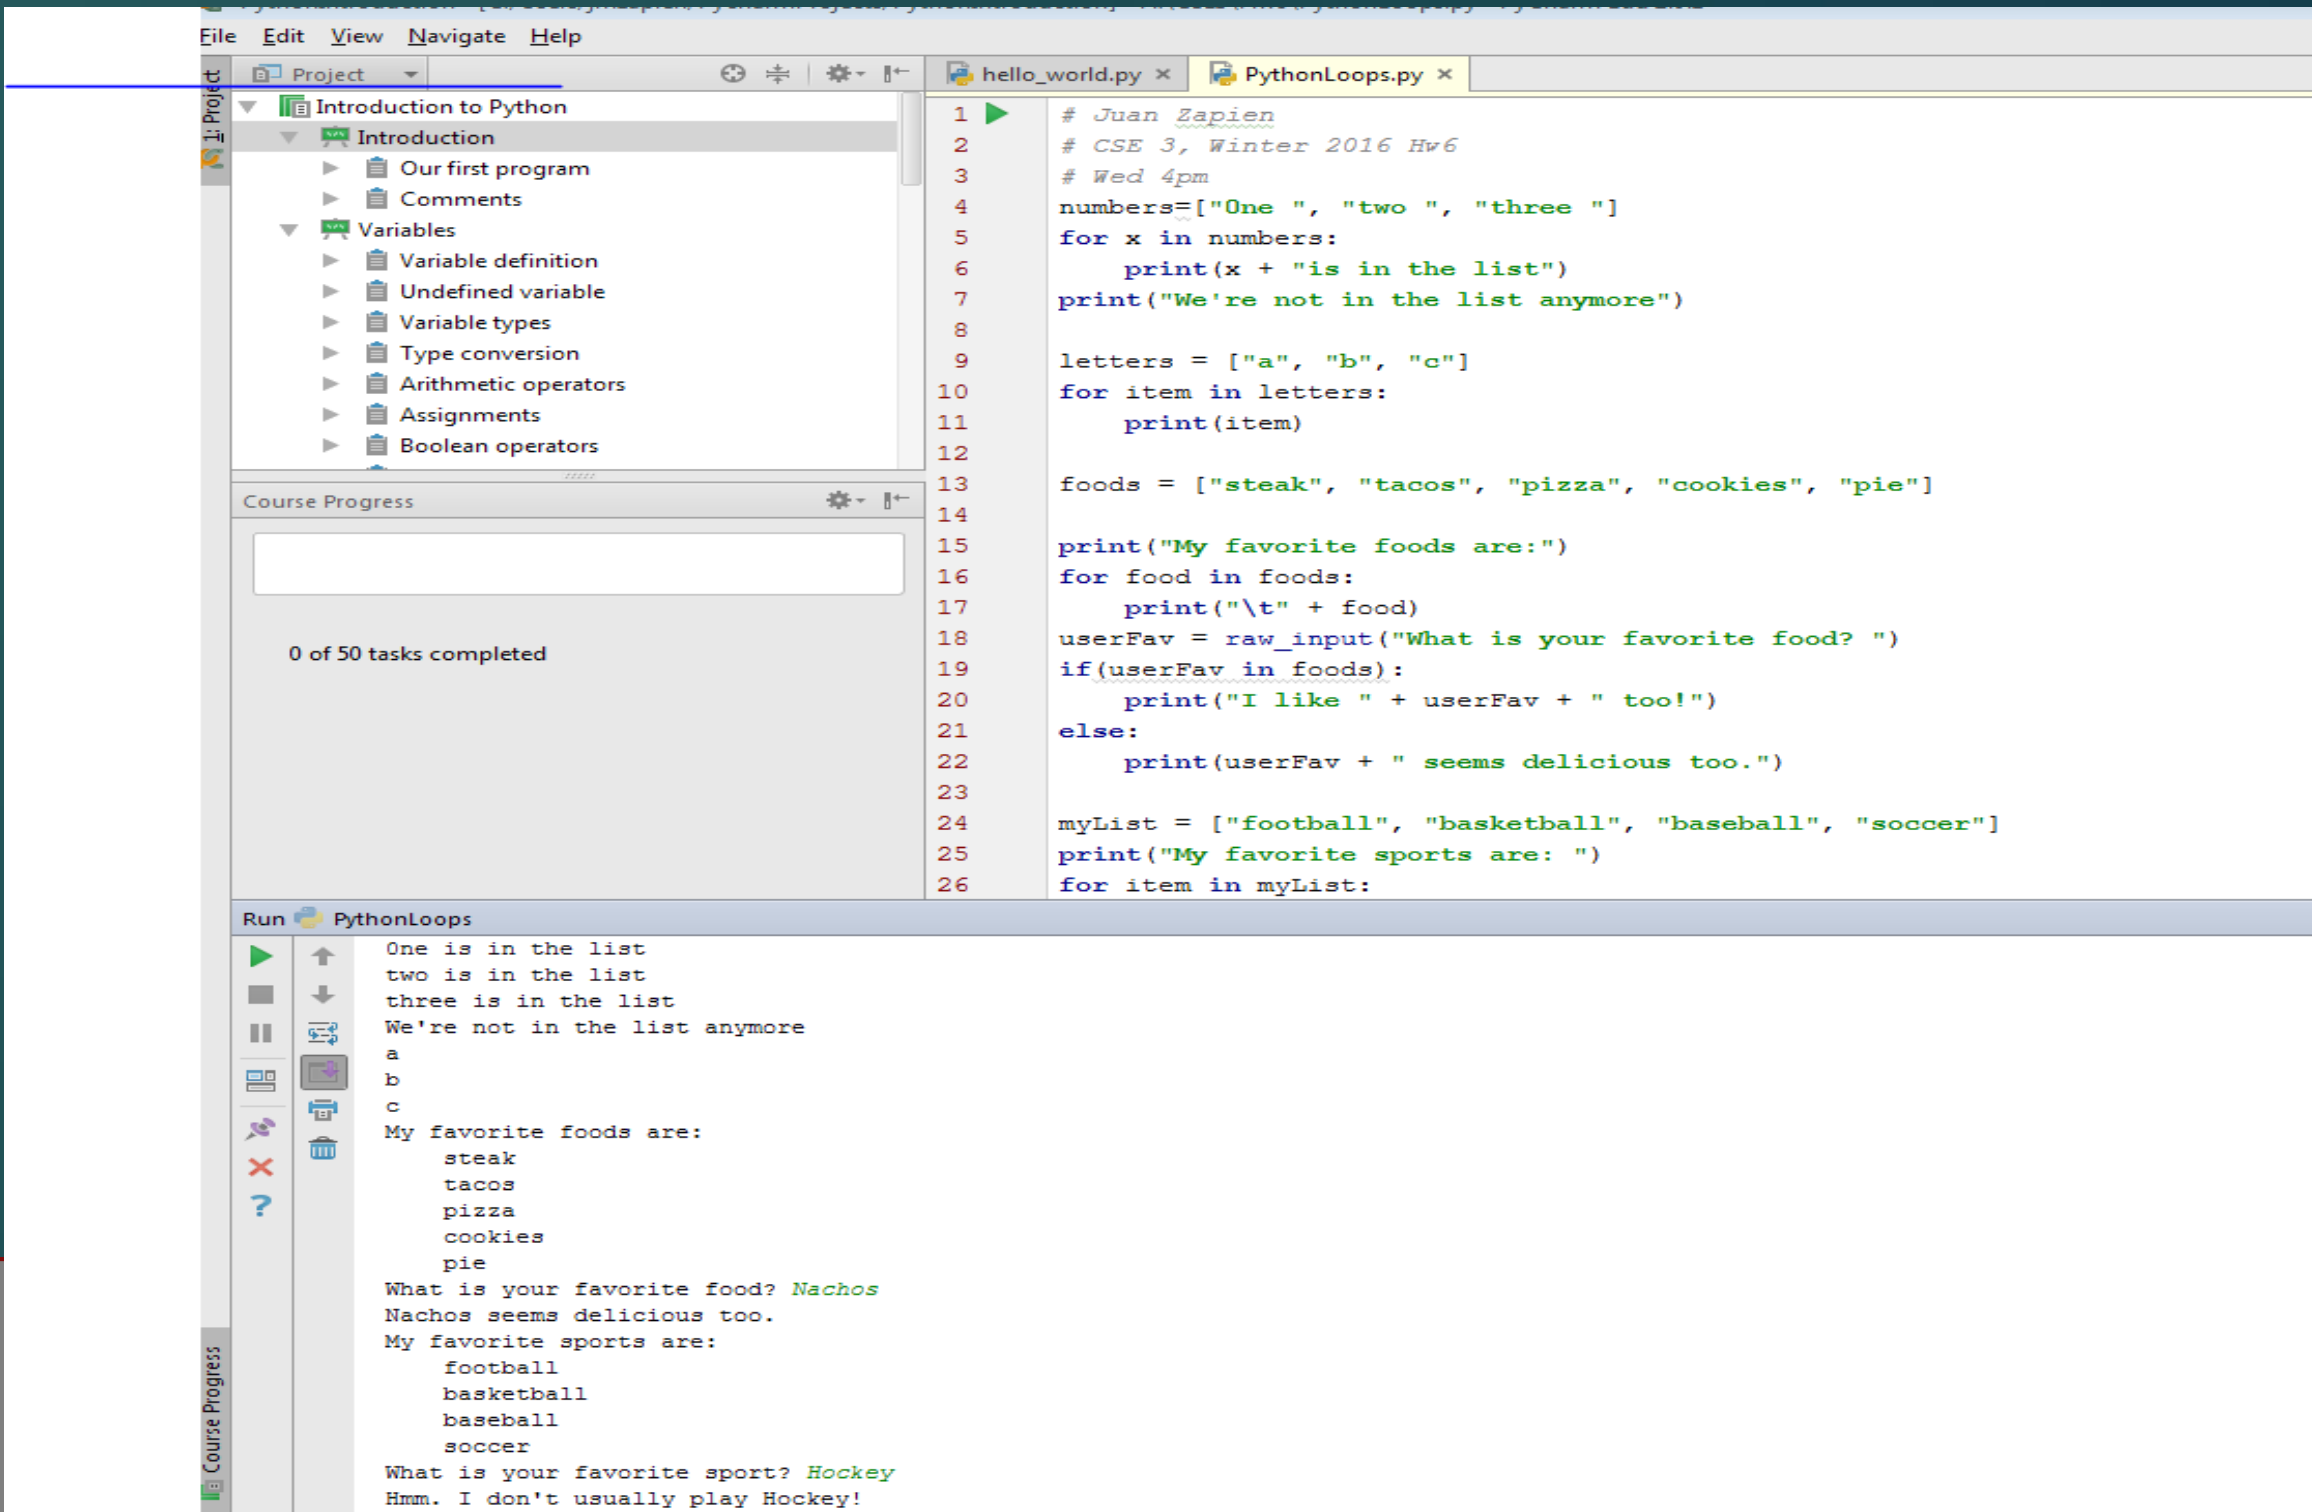 File Edit View Navigate Help
1: Project
Project
Introduction to Python
Introduction
Our first program
Comments
Variables
Variable definition
Undefined variable
Variable types
Type conversion
Arithmetic operators
Assignments
Boolean operators
Course Progress
0 of 50 tasks completed
hello_world.py × PythonLoops.py ×
1 # Juan Zapien
2 # CSE 3, Winter 2016 Hw6
3 # Wed 4pm
4 numbers=["One ", "two ", "three "]
5 for x in numbers:
6     print(x + "is in the list")
7 print("We're not in the list anymore")
8
9 letters = ["a", "b", "c"]
10 for item in letters:
11     print(item)
12
13 foods = ["steak", "tacos", "pizza", "cookies", "pie"]
14
15 print("My favorite foods are:")
16 for food in foods:
17     print("\t" + food)
18 userFav = raw_input("What is your favorite food? ")
19 if(userFav in foods):
20     print("I like " + userFav + " too!")
21 else:
22     print(userFav + " seems delicious too.")
23
24 myList = ["football", "basketball", "baseball", "soccer"]
25 print("My favorite sports are: ")
26 for item in myList:
Run PythonLoops
One is in the list
two is in the list
three is in the list
We're not in the list anymore
a
b
c
My favorite foods are:
steak
tacos
pizza
cookies
pie
What is your favorite food? Nachos
Nachos seems delicious too.
My favorite sports are:
football
basketball
baseball
soccer
What is your favorite sport? Hockey
Hmm. I don't usually play Hockey!
Course Progress